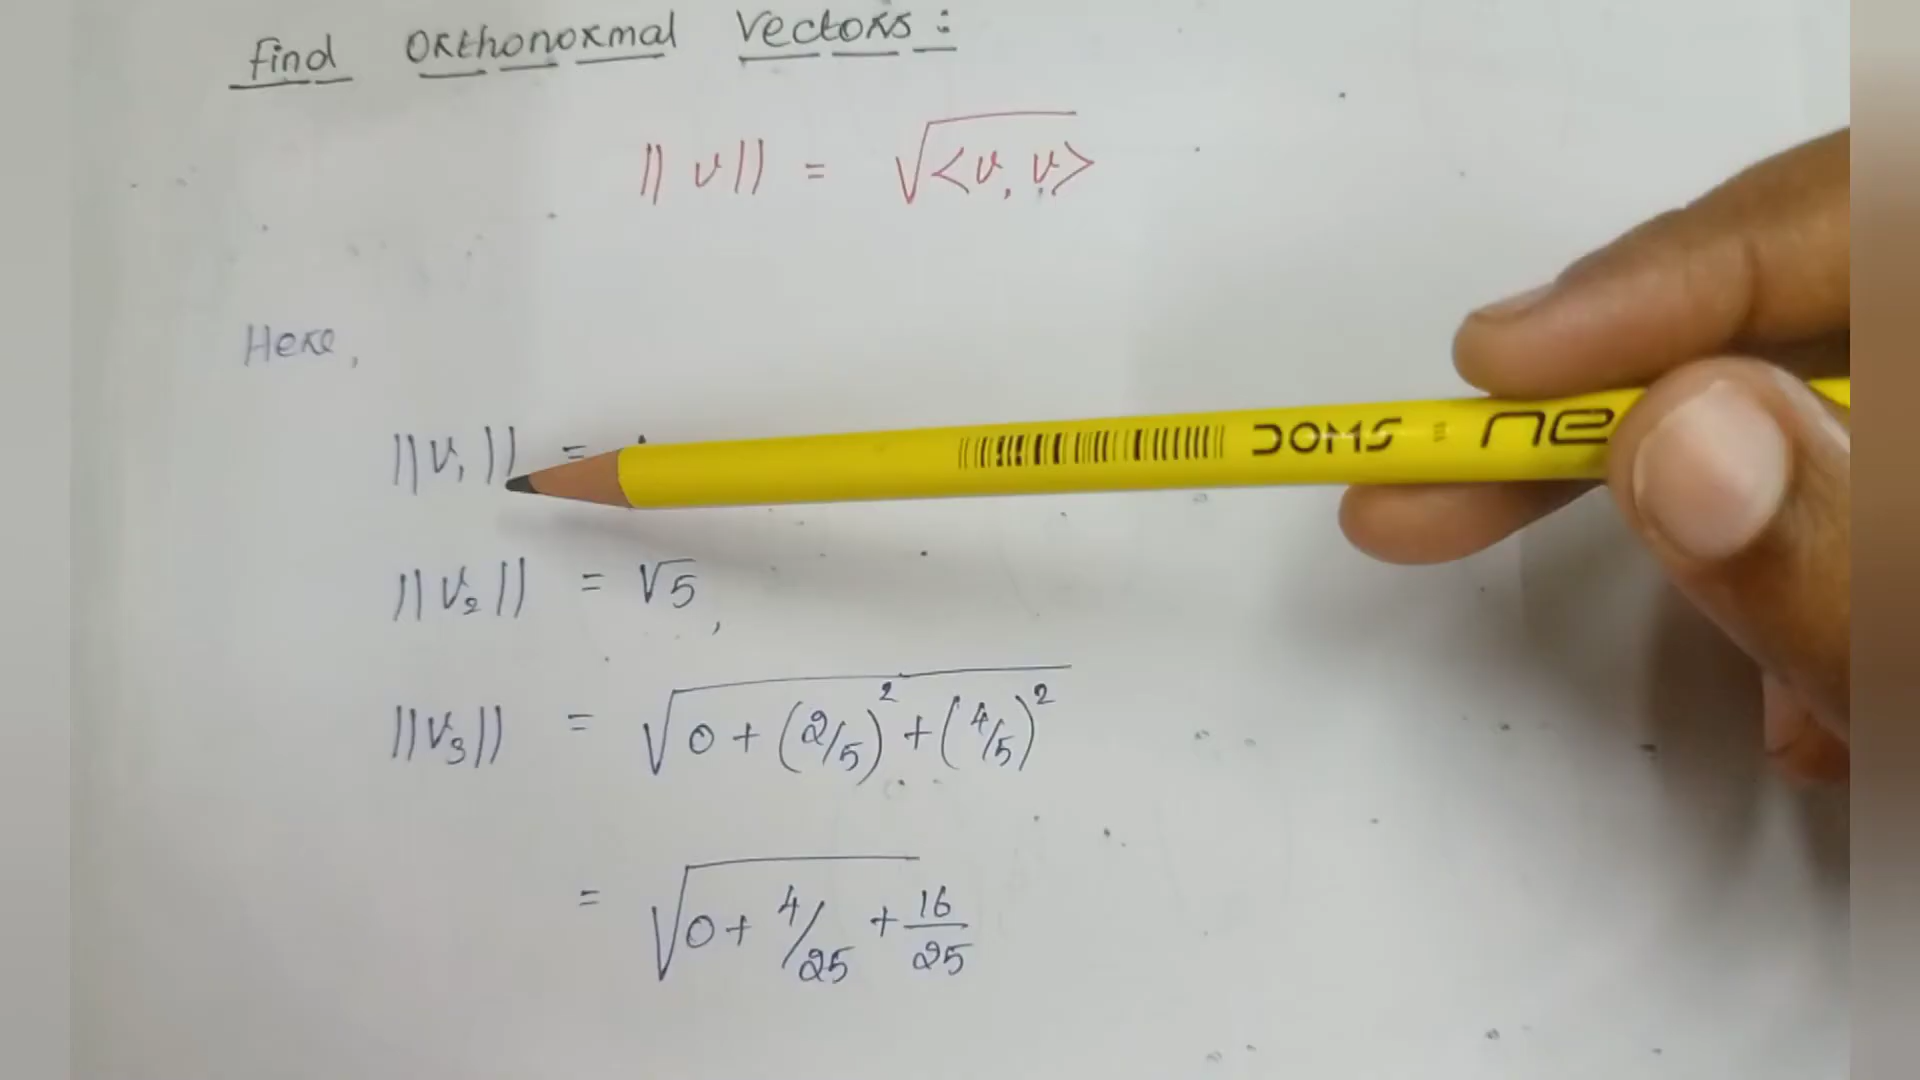 Find Orthonormal Vectors:
||v|| = √<v, v>
Here,
||v₁|| =
DOMS ne
||v₂|| = √5,
||v₃|| = √(0 + (2/5)² + (4/5)²)
= √(0 + 4/25 + 16/25)